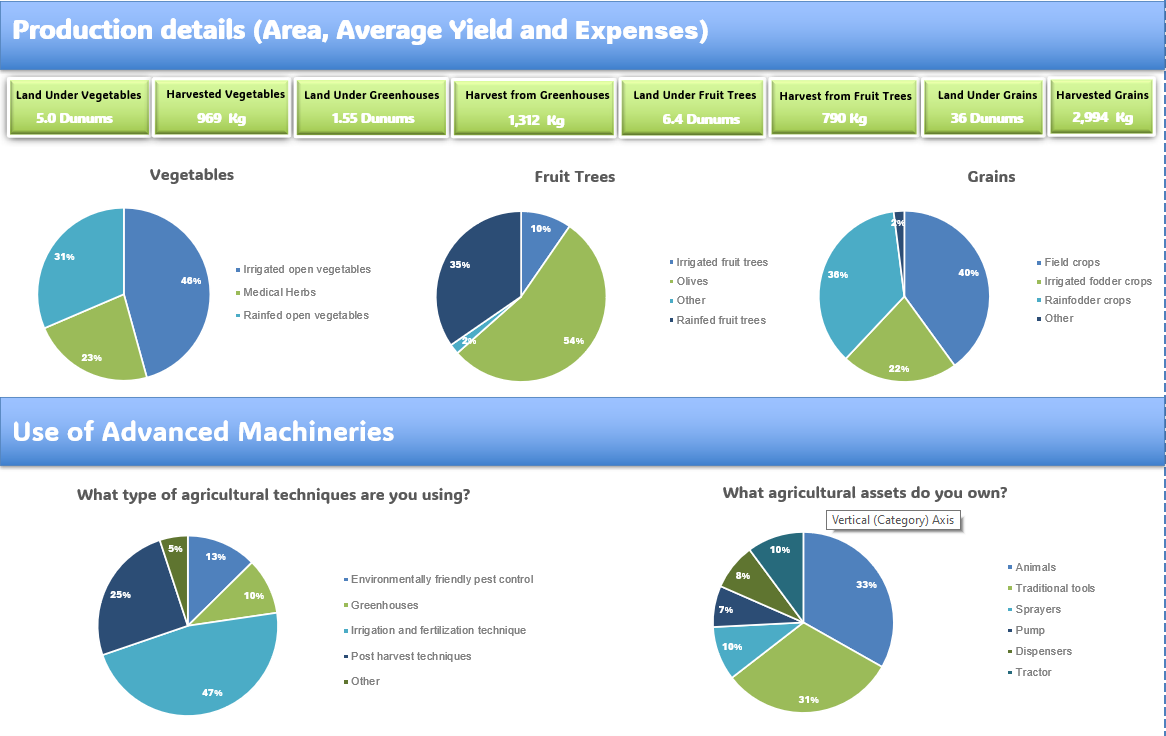 Production details (Area, Average Yield and Expenses)
Land Under Vegetables
5.0 Dunums
Harvested Vegetables
969 Kg
Land Under Greenhouses
1.55 Dunums
Harvest from Greenhouses
1,312 Kg
Land Under Fruit Trees
6.4 Dunums
Harvest from Fruit Trees
790 Kg
Land Under Grains
36 Dunums
Harvested Grains
2,994 Kg
Vegetables
31%
46%
23%
Irrigated open vegetables
Medical Herbs
Rainfed open vegetables
Fruit Trees
10%
35%
2%
54%
Irrigated fruit trees
Olives
Other
Rainfed fruit trees
Grains
2%
40%
36%
22%
Field crops
Irrigated fodder crops
Rainfodder crops
Other
Use of Advanced Machineries
What type of agricultural techniques are you using?
5%
13%
10%
25%
47%
Environmentally friendly pest control
Greenhouses
Irrigation and fertilization technique
Post harvest techniques
Other
What agricultural assets do you own?
Vertical (Category) Axis
10%
33%
8%
7%
10%
31%
Animals
Traditional tools
Sprayers
Pump
Dispensers
Tractor